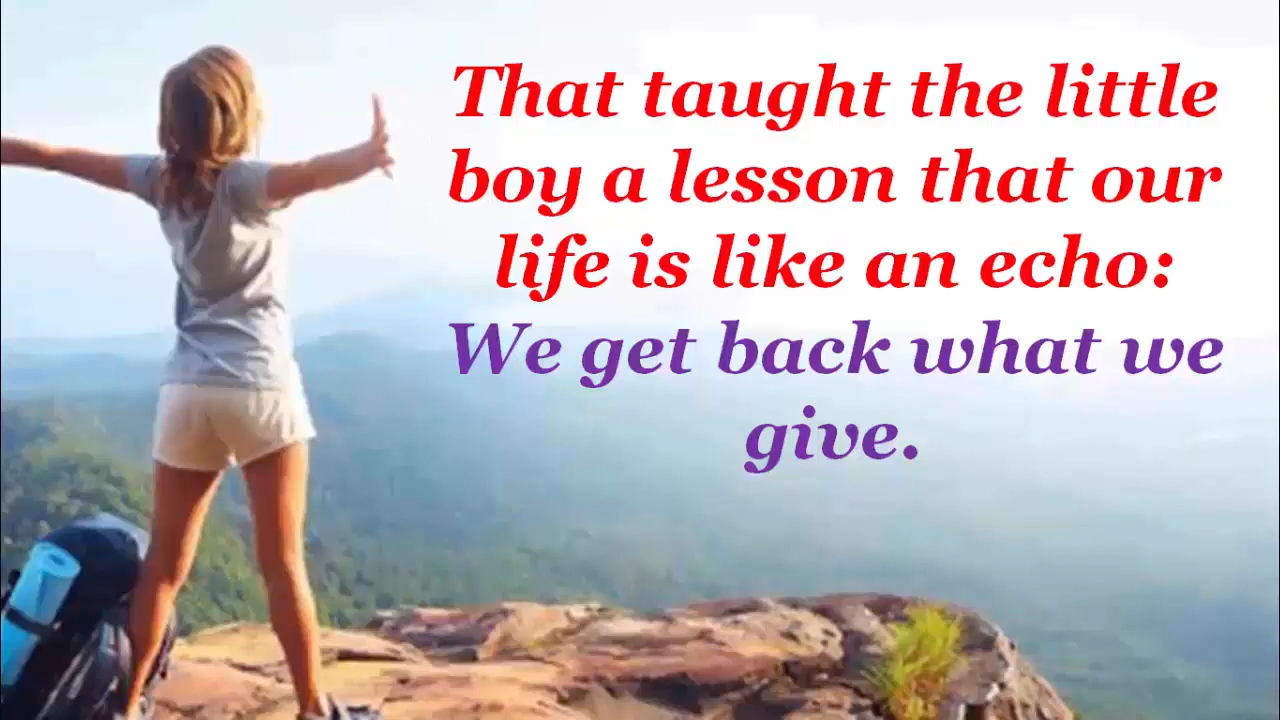 That taught the little
boy a lesson that our
life is like an echo:
We get back what we
give.